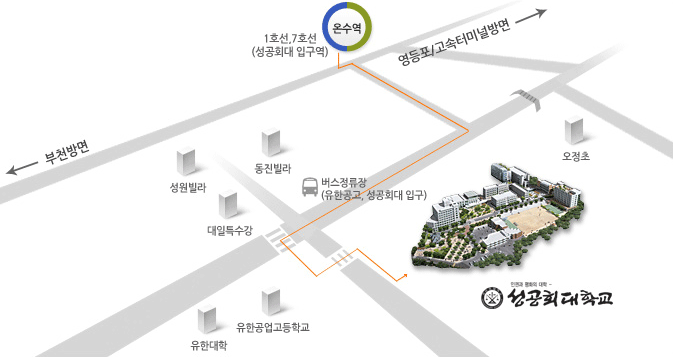 온수역
1호선,7호선
(성공회대 입구역)
영등포/고속터미널방면
부천방면
오정초
동진빌라
성원빌라
버스정류장
(유한공고, 성공회대 입구)
대일특수강
인권과 평화의 대학
성공회대학교
유한공업고등학교
유한대학